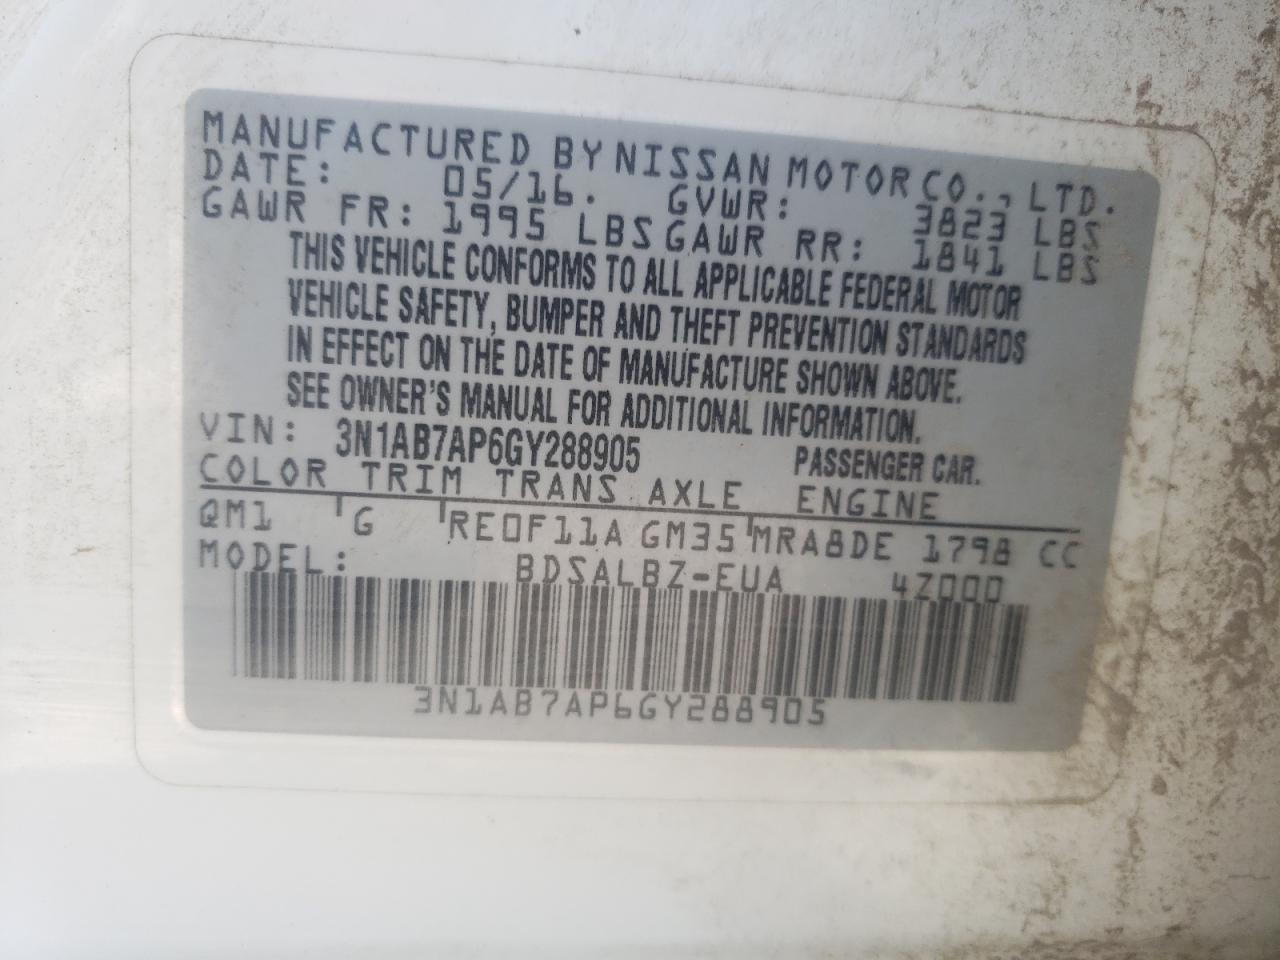 MANUFACTURED BY NISSAN MOTOR CO., LTD.
DATE: 05/16. GVWR: 3823 LBS
GAWR FR: 1995 LBS GAWR RR: 1841 LBS
THIS VEHICLE CONFORMS TO ALL APPLICABLE FEDERAL MOTOR
VEHICLE SAFETY, BUMPER AND THEFT PREVENTION STANDARDS
IN EFFECT ON THE DATE OF MANUFACTURE SHOWN ABOVE.
SEE OWNER'S MANUAL FOR ADDITIONAL INFORMATION.
VIN: 3N1AB7AP6GY288905 PASSENGER CAR.
COLOR TRIM TRANS AXLE ENGINE
QM1 G RE0F11A GM35 MRA8DE 1798 CC
MODEL: BDSALBZ-EUA 4Z000
3N1AB7AP6GY288905